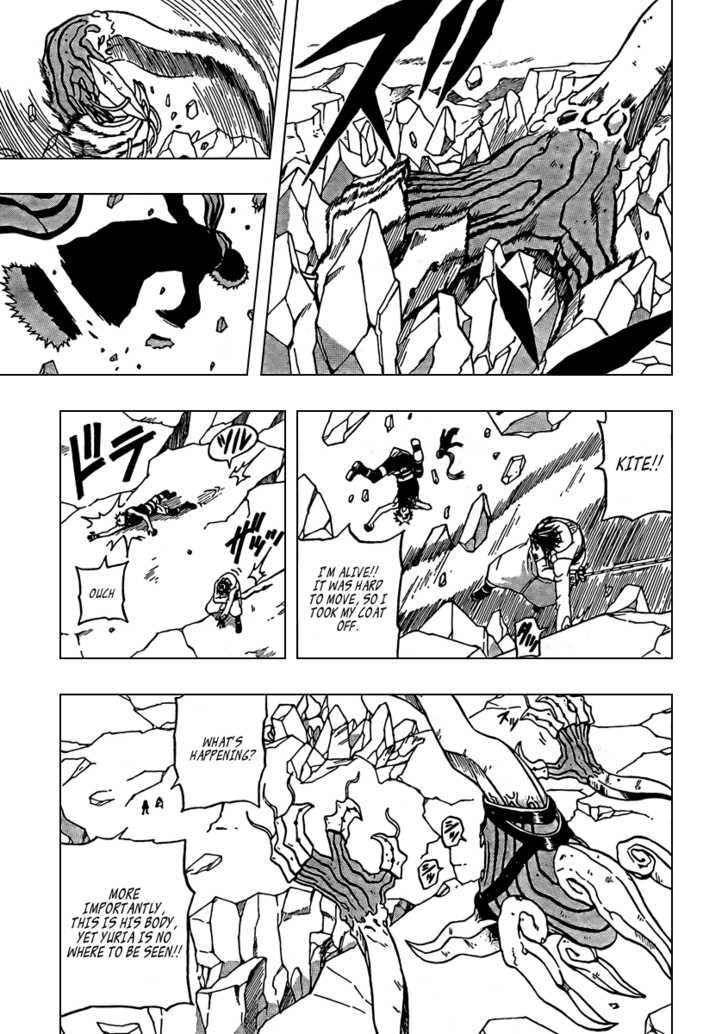 KITE!!
I'M ALIVE!!
IT WAS HARD
TO MOVE, SO I
TOOK MY COAT
OFF.
ドテ
OUCH
WHAT'S
HAPPENING?
MORE
IMPORTANTLY,
THIS IS HIS BODY,
YET YURIA IS NO
WHERE TO BE
SEEN!!